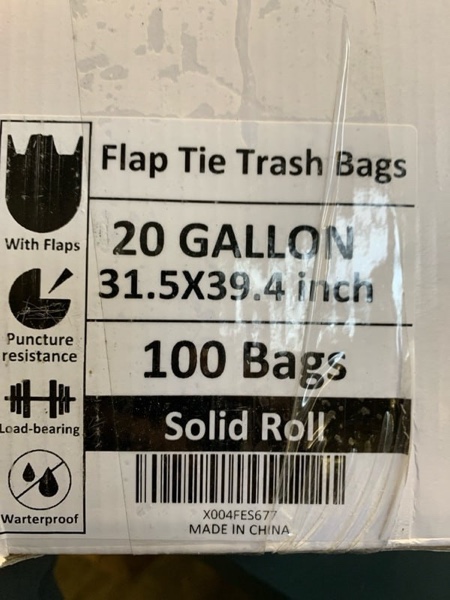 Flap Tie Trash Bags
20 GALLON
31.5X39.4 inch
100 Bags
Solid Roll
X004FES677
MADE IN CHINA
With Flaps
Puncture
resistance
Load-bearing
Warterproof